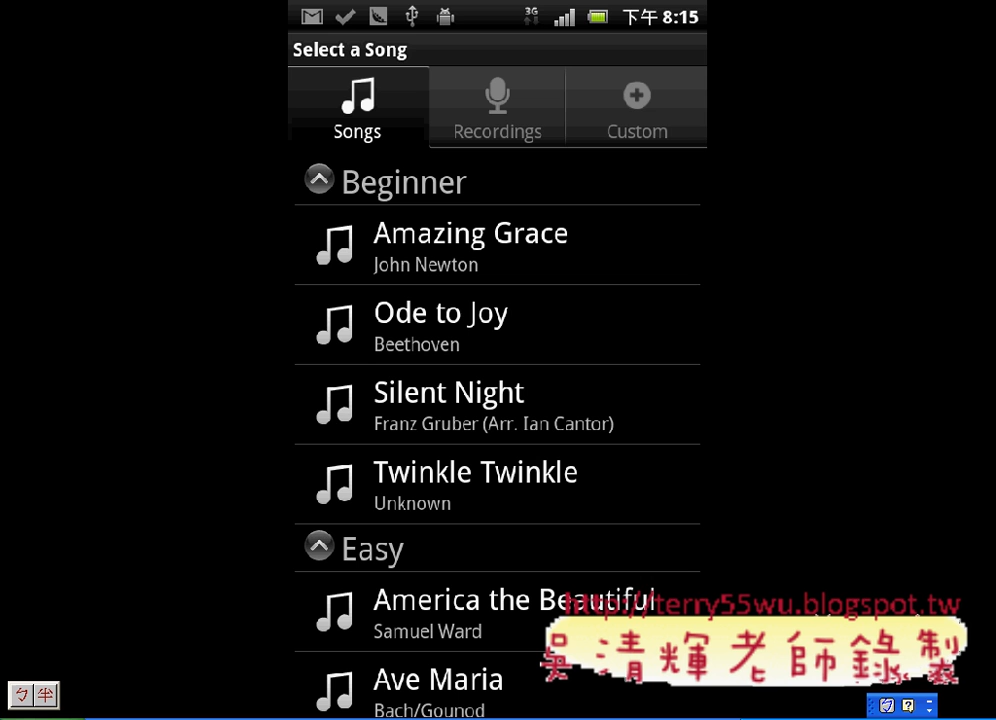 3G 下午 8:15
Select a Song
Songs Recordings Custom
Beginner
Amazing Grace
John Newton
Ode to Joy
Beethoven
Silent Night
Franz Gruber (Arr. Ian Cantor)
Twinkle Twinkle
Unknown
Easy
America the Beautiful
http://terry55wu.blogspot.tw
Samuel Ward
吳清輝老師錄製
Ave Maria
Bach/Gounod
ㄅ半